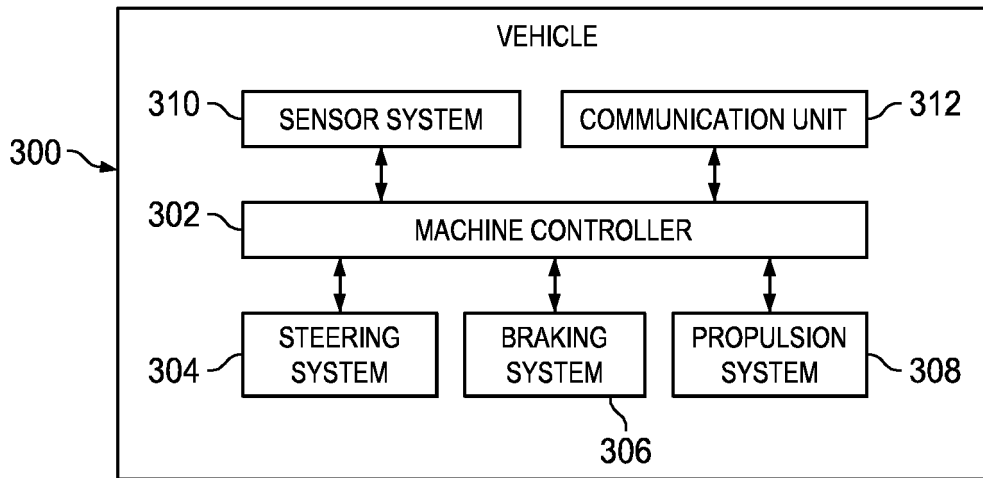 VEHICLE
310
SENSOR SYSTEM
COMMUNICATION UNIT
312
300
302
MACHINE CONTROLLER
304
STEERING
SYSTEM
BRAKING
SYSTEM
306
PROPULSION
SYSTEM
308